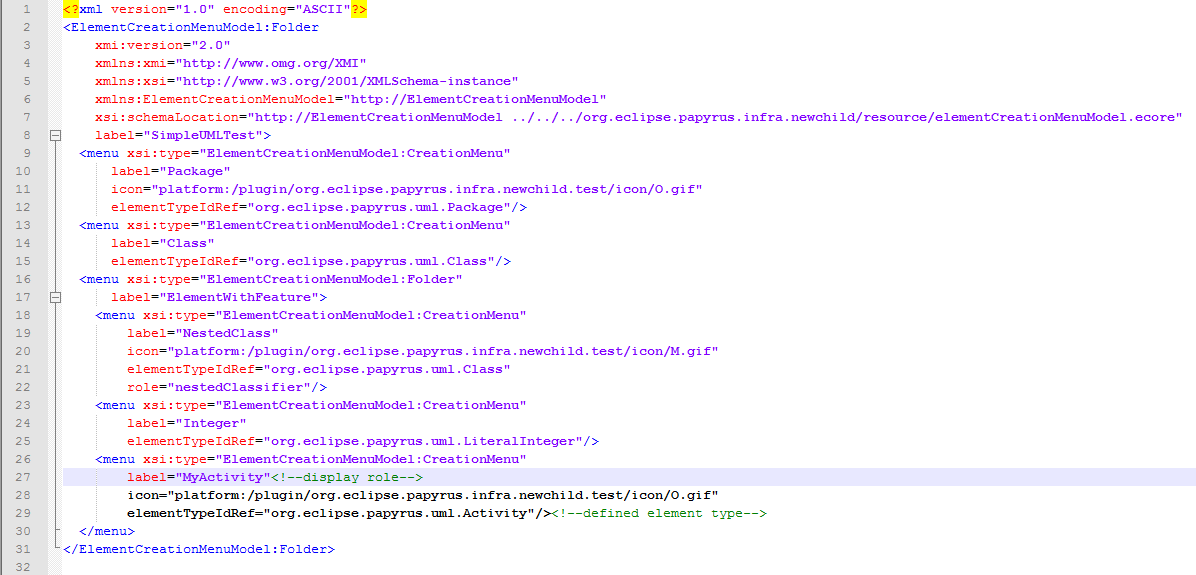 1 <?xml version="1.0" encoding="ASCII"?>
2 <ElementCreationMenuModel:Folder
3 xmi:version="2.0"
4 xmlns:xmi="http://www.omg.org/XMI"
5 xmlns:xsi="http://www.w3.org/2001/XMLSchema-instance"
6 xmlns:ElementCreationMenuModel="http://ElementCreationMenuModel"
7 xsi:schemaLocation="http://ElementCreationMenuModel ../../../org.eclipse.papyrus.infra.newchild/resource/elementCreationMenuModel.ecore"
8 label="SimpleUMLTest">
9 <menu xsi:type="ElementCreationMenuModel:CreationMenu"
10 label="Package"
11 icon="platform:/plugin/org.eclipse.papyrus.infra.newchild.test/icon/O.gif"
12 elementTypeIdRef="org.eclipse.papyrus.uml.Package"/>
13 <menu xsi:type="ElementCreationMenuModel:CreationMenu"
14 label="Class"
15 elementTypeIdRef="org.eclipse.papyrus.uml.Class"/>
16 <menu xsi:type="ElementCreationMenuModel:Folder"
17 label="ElementWithFeature">
18 <menu xsi:type="ElementCreationMenuModel:CreationMenu"
19 label="NestedClass"
20 icon="platform:/plugin/org.eclipse.papyrus.infra.newchild.test/icon/M.gif"
21 elementTypeIdRef="org.eclipse.papyrus.uml.Class"
22 role="nestedClassifier"/>
23 <menu xsi:type="ElementCreationMenuModel:CreationMenu"
24 label="Integer"
25 elementTypeIdRef="org.eclipse.papyrus.uml.LiteralInteger"/>
26 <menu xsi:type="ElementCreationMenuModel:CreationMenu"
27 label="MyActivity"<!--display role-->
28 icon="platform:/plugin/org.eclipse.papyrus.infra.newchild.test/icon/O.gif"
29 elementTypeIdRef="org.eclipse.papyrus.uml.Activity"/><!--defined element type-->
30 </menu>
31 </ElementCreationMenuModel:Folder>
32